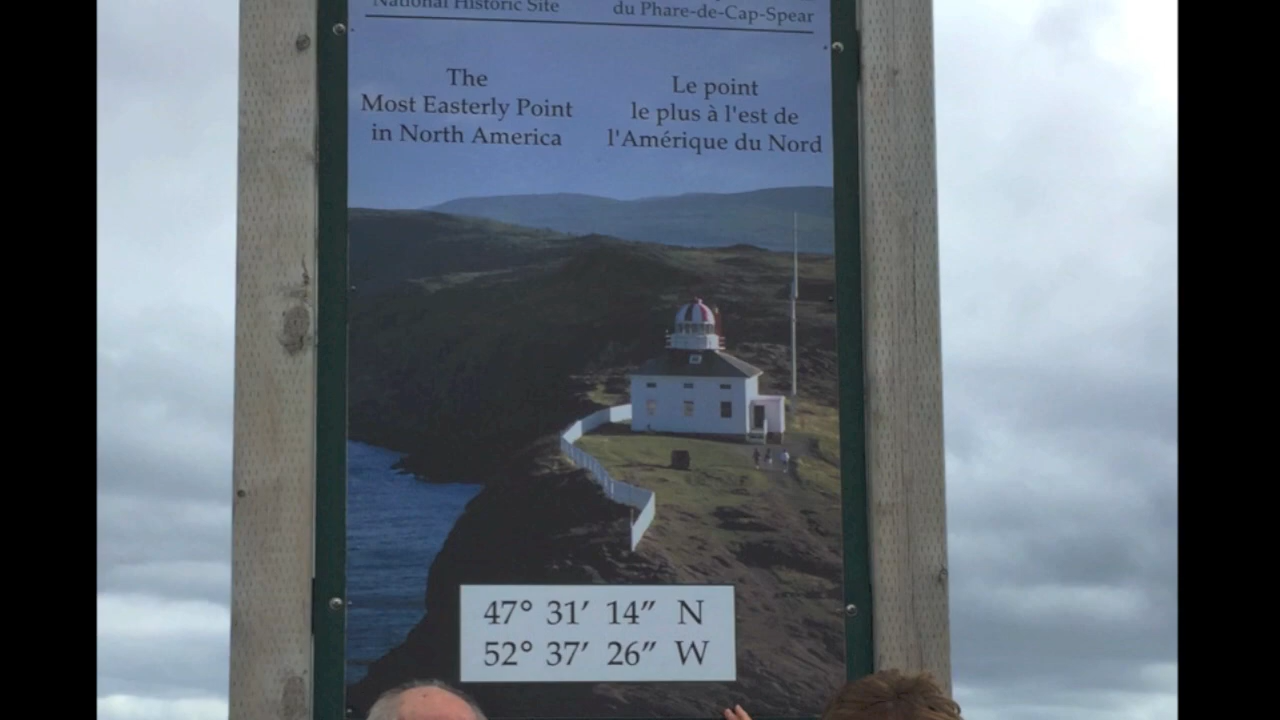 National Historic Site
du Phare-de-Cap-Spear
The
Most Easterly Point
in North America
Le point
le plus à l'est de
l'Amérique du Nord
47° 31′ 14″ N
52° 37′ 26″ W